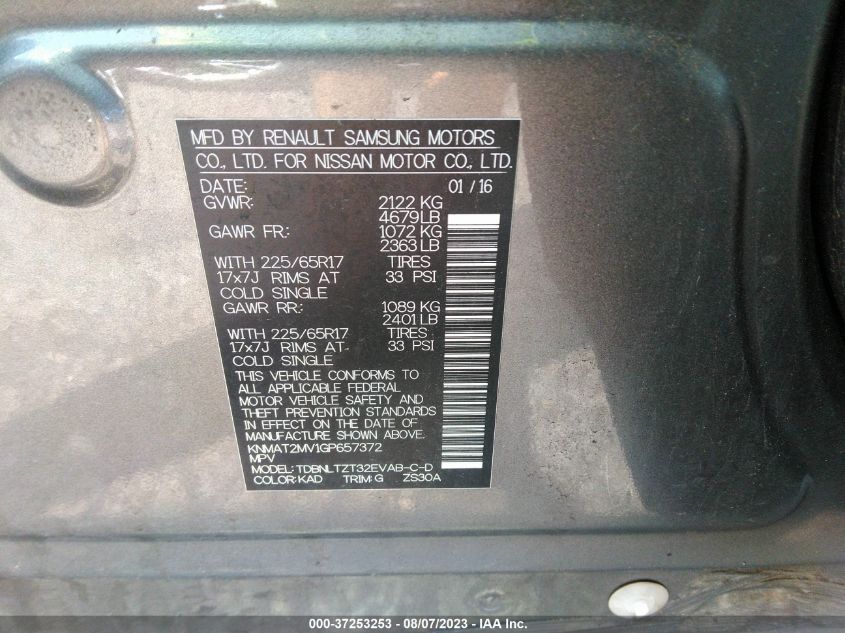 MFD BY RENAULT SAMSUNG MOTORS
CO., LTD. FOR NISSAN MOTOR CO., LTD.
DATE: 01 / 16
GVWR: 2122 KG
4679LB
GAWR FR.: 1072 KG
2363 LB
WITH 225/65R17 TIRES
17x7J RIMS AT 33 PSI
COLD SINGLE
GAWR RR.: 1089 KG
2401 LB
WITH 225/65R17 TIRES
17x7J RIMS AT 33 PSI
COLD SINGLE
THIS VEHICLE CONFORMS TO
ALL APPLICABLE FEDERAL
MOTOR VEHICLE SAFETY AND
THEFT PREVENTION STANDARDS
IN EFFECT ON THE DATE OF
MANUFACTURE SHOWN ABOVE.
KNMAT2MV1GP657372
MPV
MODEL: TDBNLTZT32EVAB-C-D
COLOR: KAD TRIM: G ZS30A
000-37253253 - 08/07/2023 - IAA Inc.